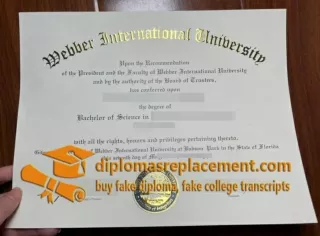 Webber International University
Upon the Recommendation
of the President and the Faculty of Webber International University
and by the authority of the Board of Trustees,
has conferred upon
the degree of
Bachelor of Science in
with all the rights, honors and privileges pertaining thereto.
Webber International University at Babson Park in the State of Florida
diplomasreplacement.com
buy fake diploma, fake college transcripts